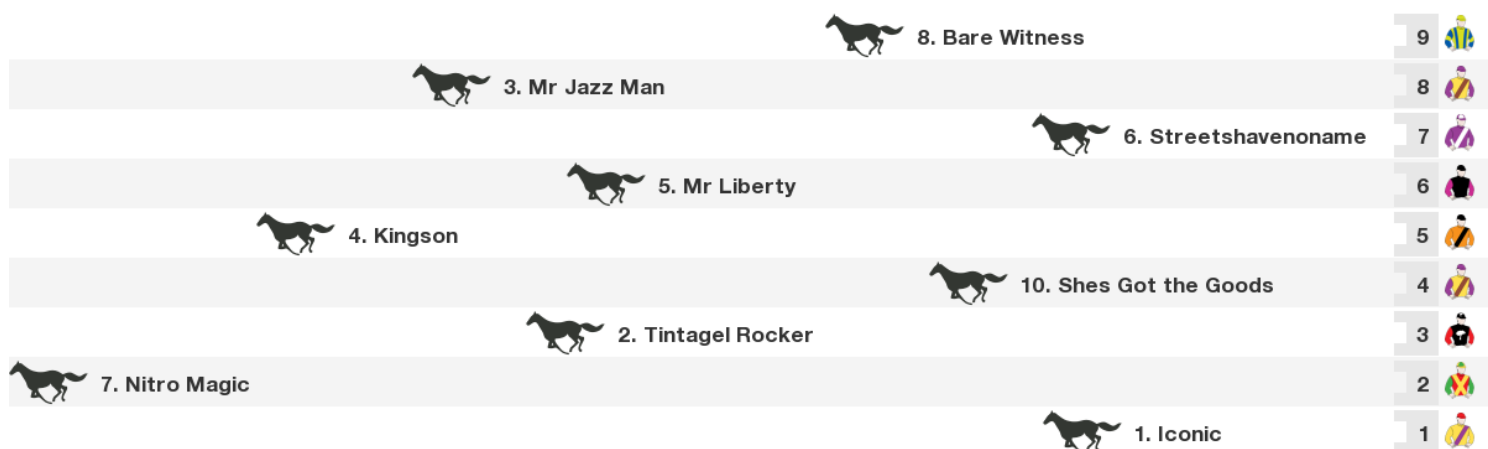 8. Bare Witness 9
3. Mr Jazz Man 8
6. Streetshavenoname 7
5. Mr Liberty 6
4. Kingson 5
10. Shes Got the Goods 4
2. Tintagel Rocker 3
7. Nitro Magic 2
1. Iconic 1